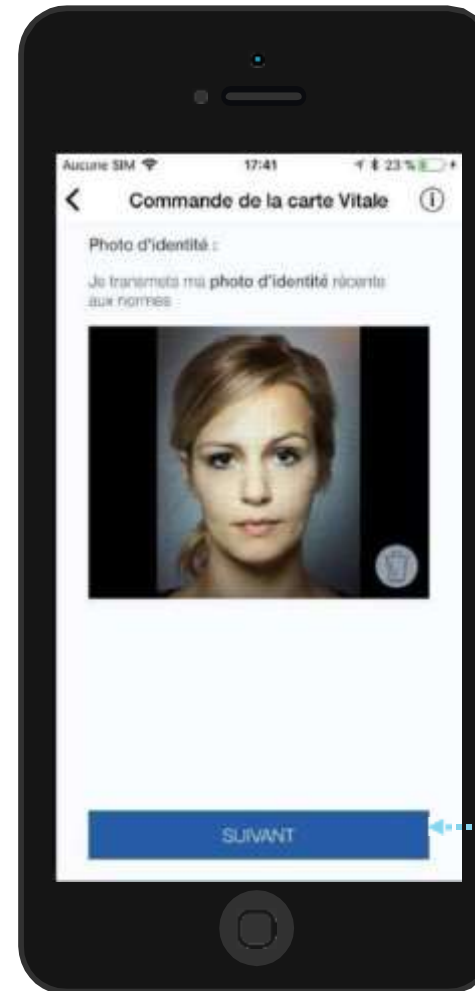 Aucune SIM 17:41 23 %
Commande de la carte Vitale
Photo d'identité :
Je transmets ma photo d'identité récente
aux normes
SUIVANT